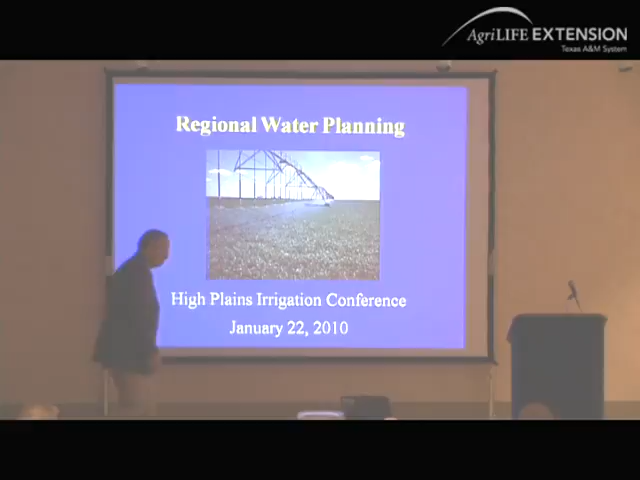 AgriLIFE EXTENSION
Texas A&M System
Regional Water Planning
High Plains Irrigation Conference
January 22, 2010